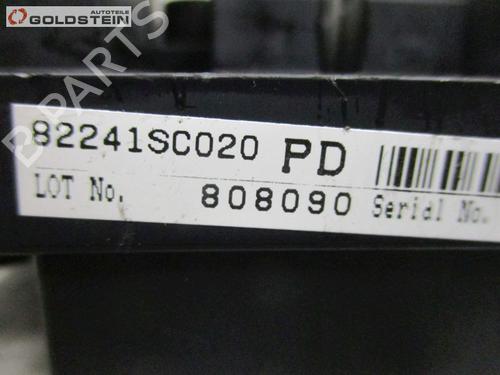 AUTOTEILE
GOLDSTEIN
B-PARTS
82241SC020 PD
LOT No. 808090 Serial No.